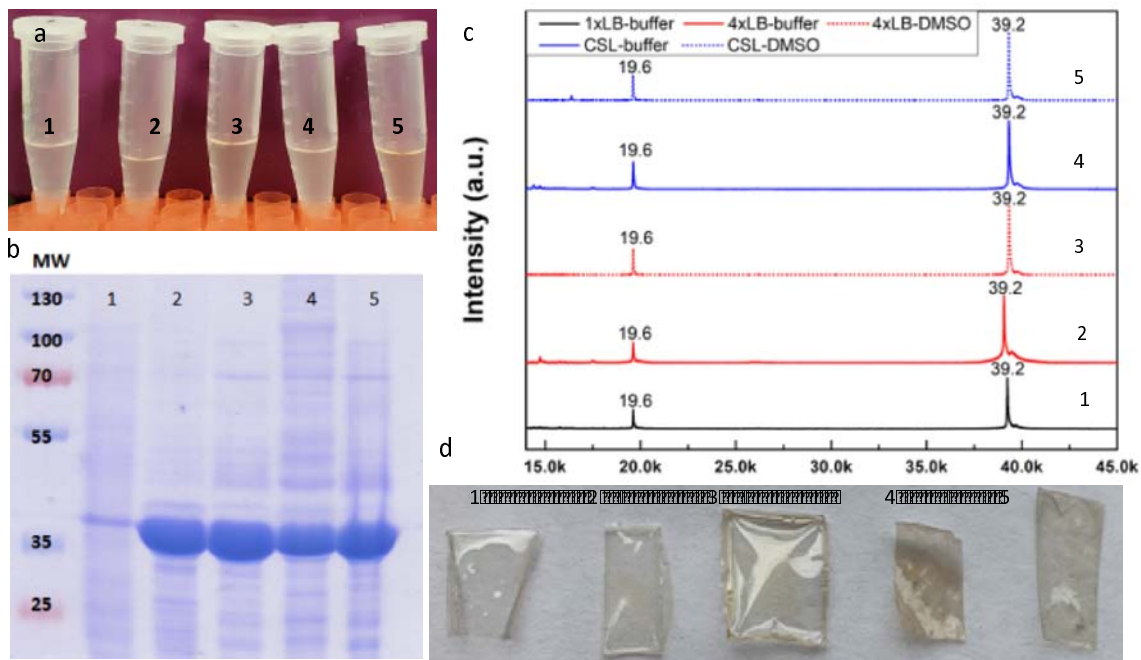 a
1 2 3 4 5
b
MW
130
100
70
55
35
25
1 2 3 4 5
c
1xLB-buffer 4xLB-buffer 4xLB-DMSO
CSL-buffer CSL-DMSO
39.2
19.6
5
39.2
19.6
4
39.2
19.6
3
39.2
19.6
2
39.2
19.6
1
Intensity (a.u.)
15.0k 20.0k 25.0k 30.0k 35.0k 40.0k 45.0k
d
1 2 3 4 5